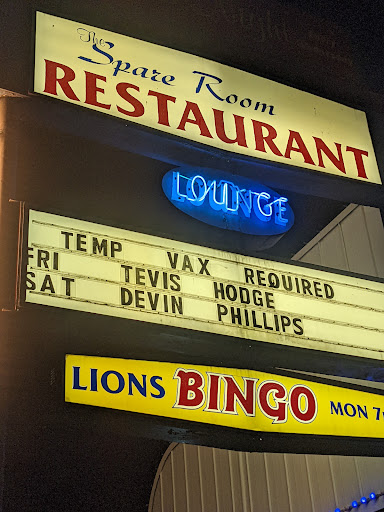 The
Spare Room
RESTAURANT
LOUNGE
TEMP VAX REQUIRED
FRI TEVIS HODGE
SAT DEVIN PHILLIPS
LIONS BINGO MON